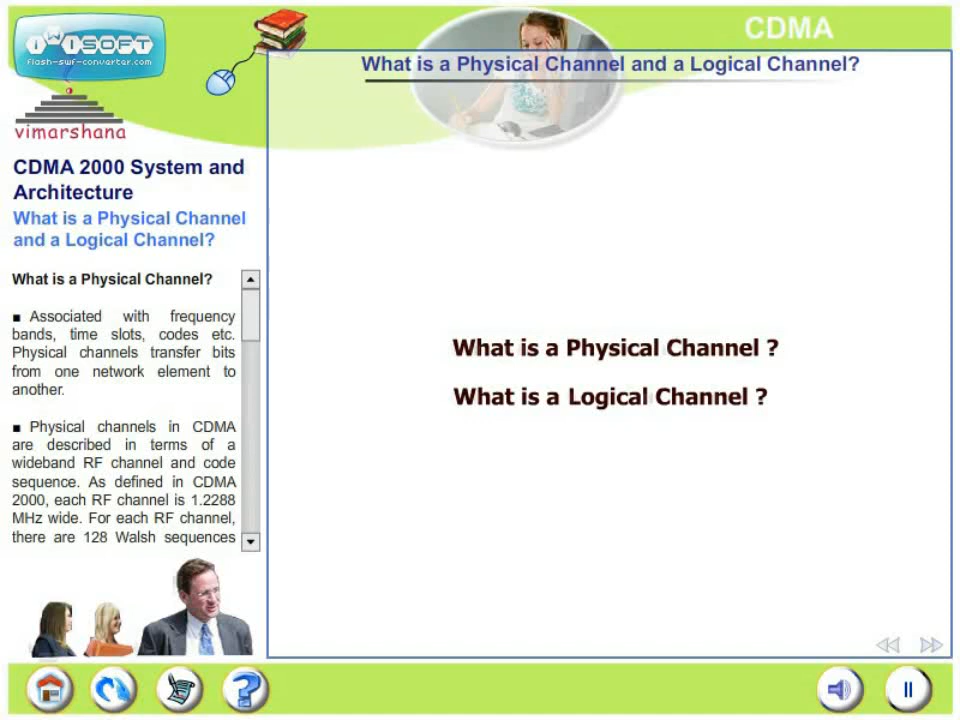 iWiSOFT
flash-swf-converter.com
vimarshana
CDMA
What is a Physical Channel and a Logical Channel?
CDMA 2000 System and
Architecture
What is a Physical Channel
and a Logical Channel?
What is a Physical Channel?
■ Associated with frequency
bands, time slots, codes etc.
Physical channels transfer bits
from one network element to
another.
■ Physical channels in CDMA
are described in terms of a
wideband RF channel and code
sequence. As defined in CDMA
2000, each RF channel is 1.2288
MHz wide. For each RF channel,
there are 128 Walsh sequences
What is a Physical Channel ?
What is a Logical Channel ?